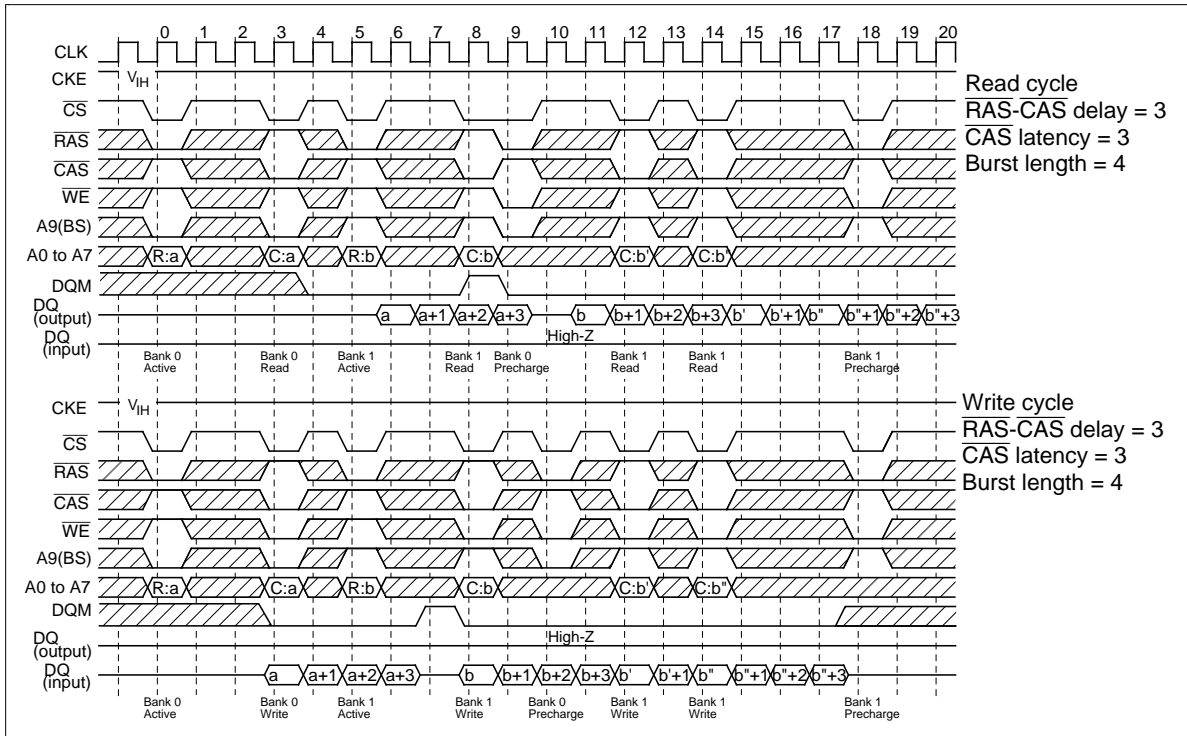 0 1 2 3 4 5 6 7 8 9 10 11 12 13 14 15 16 17 18 19 20
CLK
CKE VIH
CS
RAS
CAS
WE
A9(BS)
A0 to A7 R:a C:a R:b C:b C:b' C:b"
DQM
DQ (output) a a+1 a+2 a+3 b b+1 b+2 b+3 b' b'+1 b" b"+1 b"+2 b"+3
DQ (input) High-Z
Bank 0 Active
Bank 0 Read
Bank 1 Active
Bank 1 Read
Bank 0 Precharge
Bank 1 Read
Bank 1 Read
Bank 1 Precharge
Read cycle
RAS-CAS delay = 3
CAS latency = 3
Burst length = 4
CKE VIH
CS
RAS
CAS
WE
A9(BS)
A0 to A7 R:a C:a R:b C:b C:b' C:b"
DQM
DQ (output) High-Z
DQ (input) a a+1 a+2 a+3 b b+1 b+2 b+3 b' b'+1 b" b"+1 b"+2 b"+3
Bank 0 Active
Bank 0 Write
Bank 1 Active
Bank 1 Write
Bank 0 Precharge
Bank 1 Write
Bank 1 Write
Bank 1 Precharge
Write cycle
RAS-CAS delay = 3
CAS latency = 3
Burst length = 4